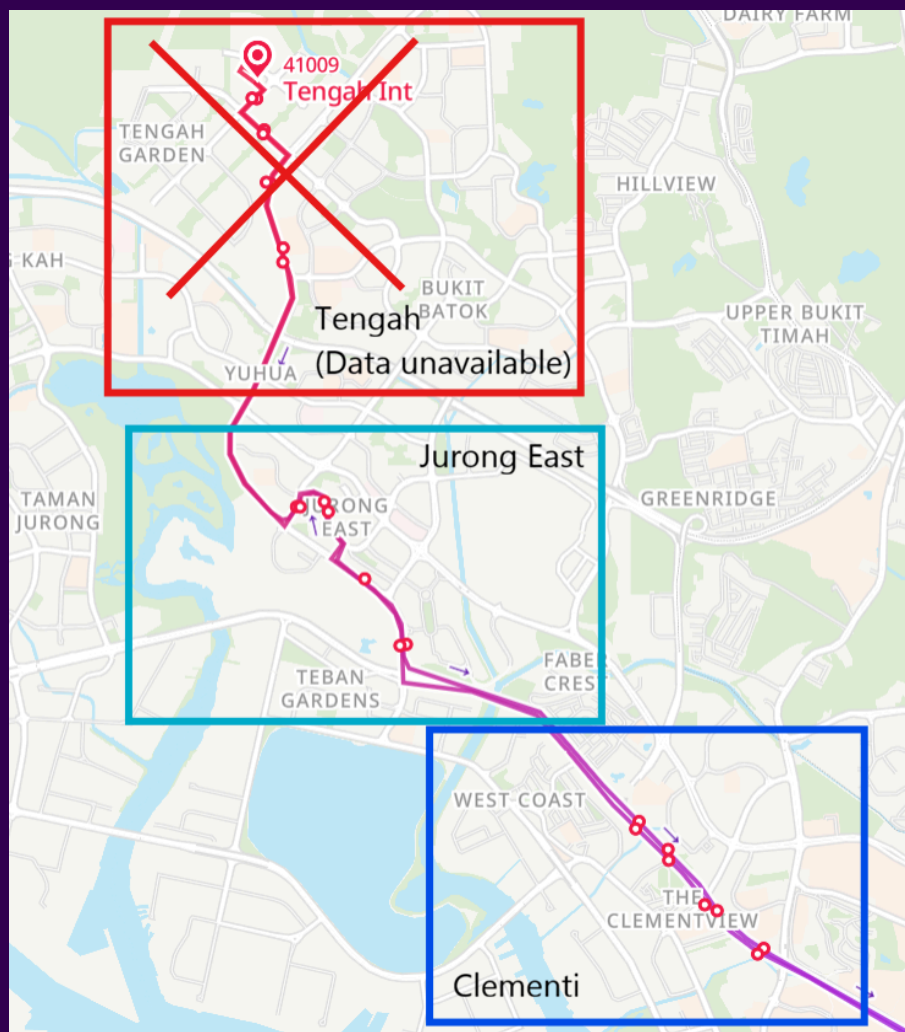 DAIRY FARM
41009
Tengah Int
TENGAH
GARDEN
HILLVIEW
KAH
BUKIT
BATOK
UPPER BUKIT
TIMAH
Tengah
(Data unavailable)
YUHUA
Jurong East
TAMAN
JURONG
JURONG
EAST
GREENRIDGE
TEBAN
GARDENS
FABER
CREST
WEST COAST
THE
CLEMENTVIEW
Clementi